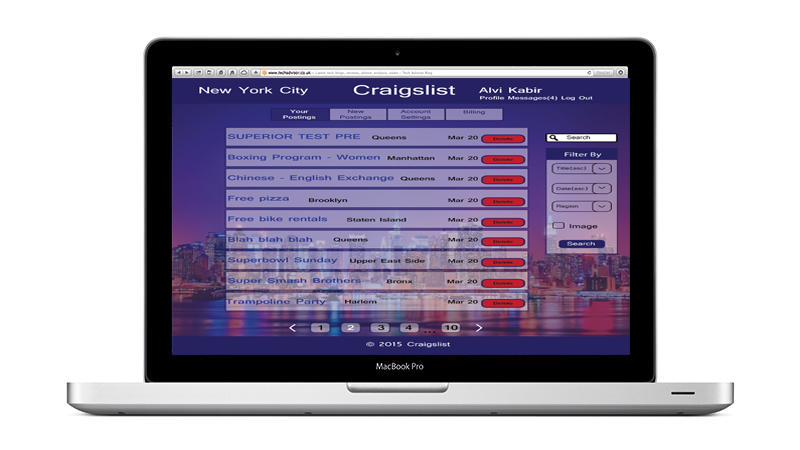 www.techadvisor.co.uk
New York City
Craigslist
Alvi Kabir
Profile Messages(4) Log Out
Your Postings
New Postings
Account Settings
Billing
SUPERIOR TEST PRE Queens Mar 20 Delete
Boxing Program - Women Manhattan Mar 20 Delete
Chinese - English Exchange Queens Mar 20 Delete
Free pizza Brooklyn Mar 20 Delete
Free bike rentals Staten Island Mar 20 Delete
Blah blah blah Queens Mar 20 Delete
Superbowl Sunday Upper East Side Mar 20 Delete
Super Smash Brothers Bronx Mar 20 Delete
Trampoline Party Harlem Mar 20 Delete
Search
Filter By
Title(asc)
Date(asc)
Region
Image
Search
< 1 2 3 4 ... 10 >
© 2015 Craigslist
MacBook Pro